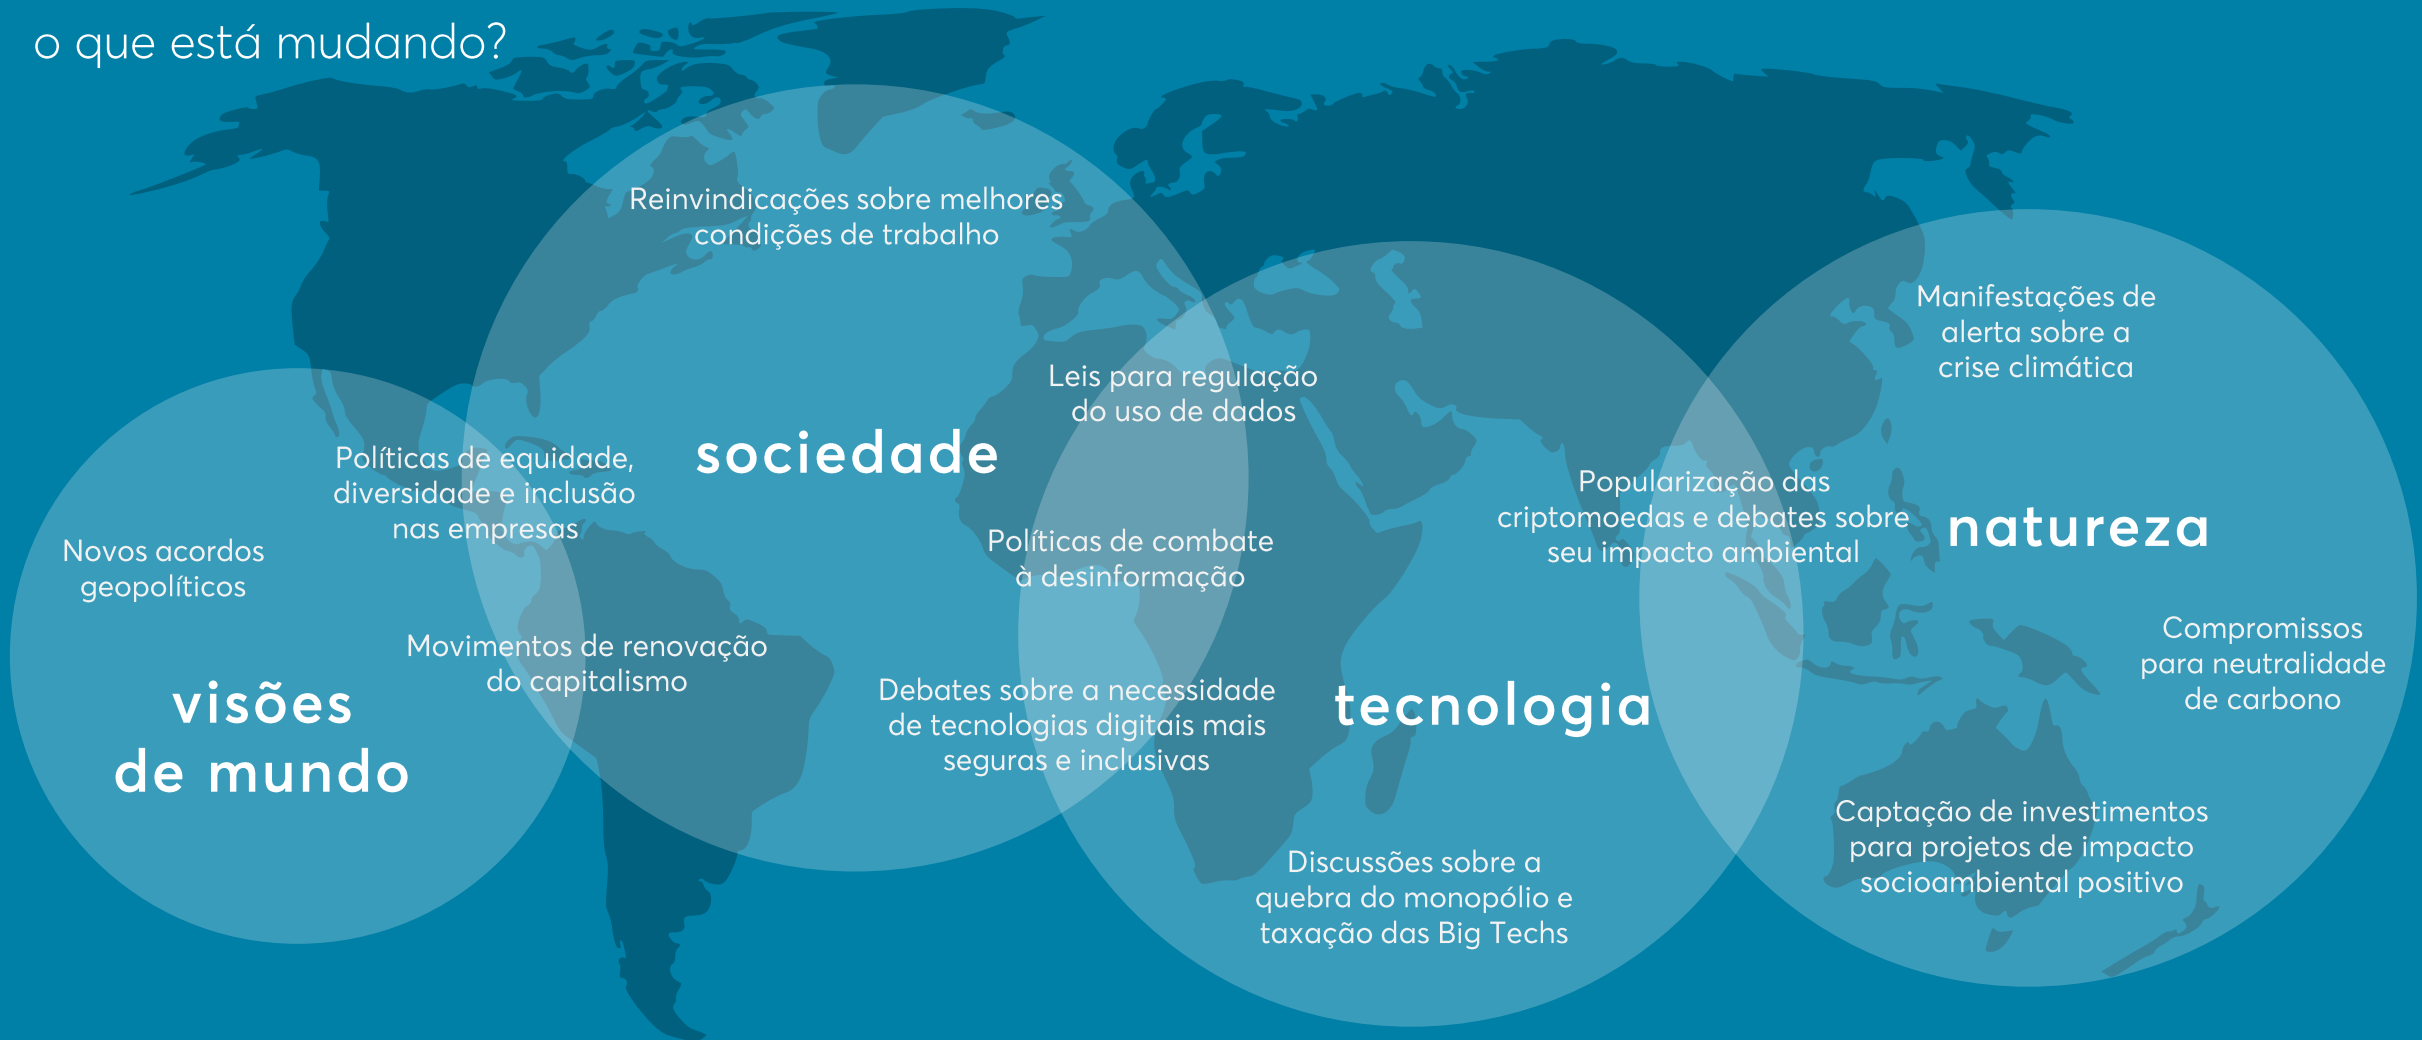 o que está mudando?
Reinvindicações sobre melhores
condições de trabalho
Manifestações de
alerta sobre a
crise climática
Leis para regulação
do uso de dados
sociedade
Políticas de equidade,
diversidade e inclusão
nas empresas
Popularização das
criptomoedas e debates sobre
seu impacto ambiental
natureza
Novos acordos
geopolíticos
Políticas de combate
à desinformação
Movimentos de renovação
do capitalismo
Compromissos
para neutralidade
de carbono
visões
de mundo
Debates sobre a necessidade
de tecnologias digitais mais
seguras e inclusivas
tecnologia
Captação de investimentos
para projetos de impacto
socioambiental positivo
Discussões sobre a
quebra do monopólio e
taxação das Big Techs